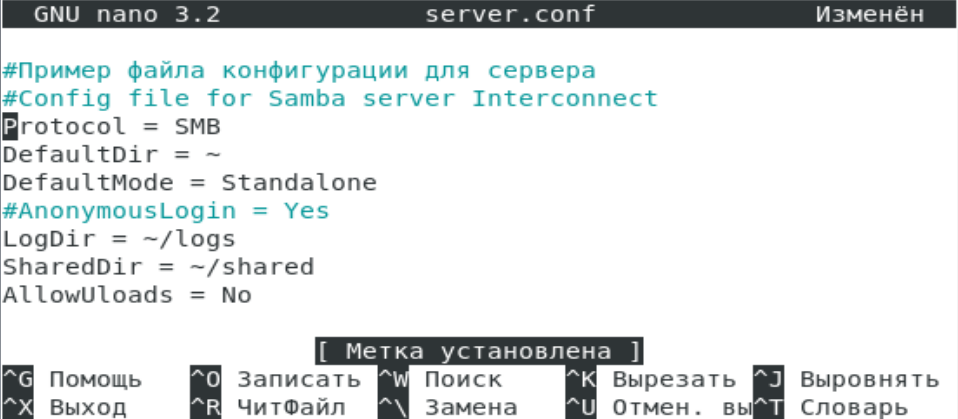 GNU nano 3.2 server.conf Изменён
#Пример файла конфигурации для сервера
#Config file for Samba server Interconnect
Protocol = SMB
DefaultDir = ~
DefaultMode = Standalone
#AnonymousLogin = Yes
LogDir = ~/logs
SharedDir = ~/shared
AllowUloads = No
[ Метка установлена ]
^G Помощь ^O Записать ^W Поиск ^K Вырезать ^J Выровнять
^X Выход ^R ЧитФайл ^\ Замена ^U Отмен. вы^T Словарь